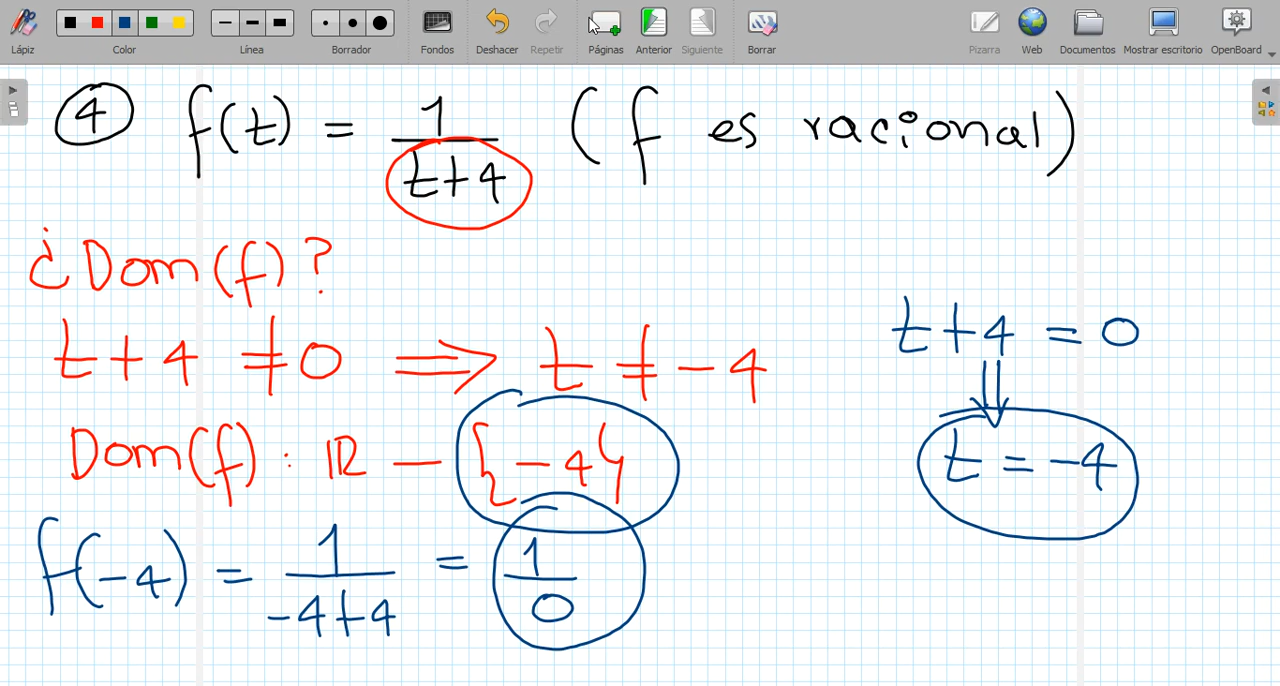 Lápiz Color Línea Borrador Fondos Deshacer Repetir Páginas Anterior Siguiente Borrar Pizarra Web Documentos Mostrar escritorio OpenBoard
④ f(t) = 1/(t+4) (f es racional)
¿Dom(f)?
t+4 ≠ 0 ⟹ t ≠ -4
t+4 = 0
⇓
Dom(f): ℝ - {-4}
t = -4
f(-4) = 1/(-4+4) = 1/0